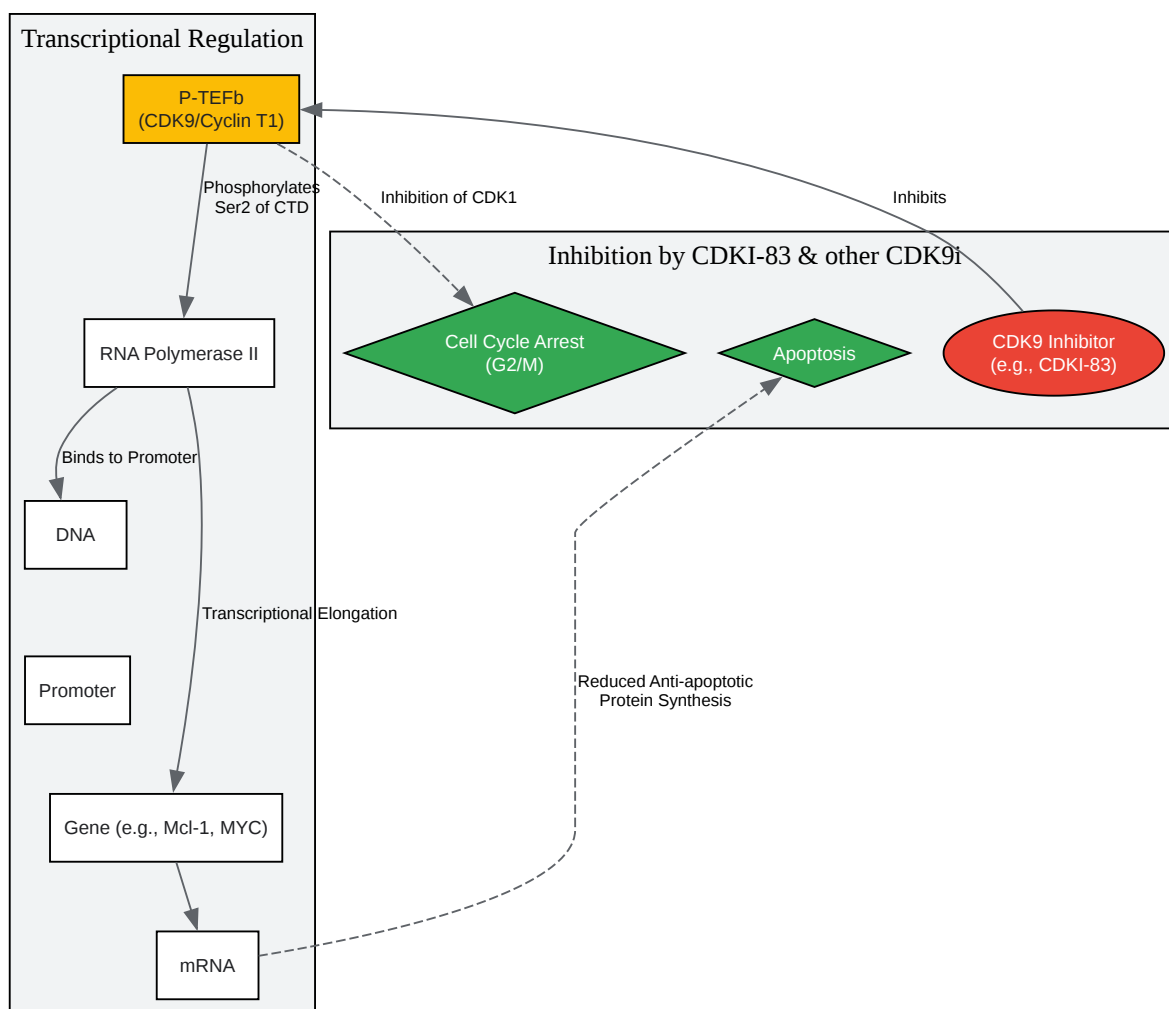 Transcriptional Regulation
P-TEFb
(CDK9/Cyclin T1)
Phosphorylates
Ser2 of CTD
Inhibition of CDK1
Inhibits
Inhibition by CDKI-83 & other CDK9i
Cell Cycle Arrest
(G2/M)
Apoptosis
CDK9 Inhibitor
(e.g., CDKI-83)
RNA Polymerase II
Binds to Promoter
DNA
Transcriptional Elongation
Promoter
Reduced Anti-apoptotic
Protein Synthesis
Gene (e.g., Mcl-1, MYC)
mRNA